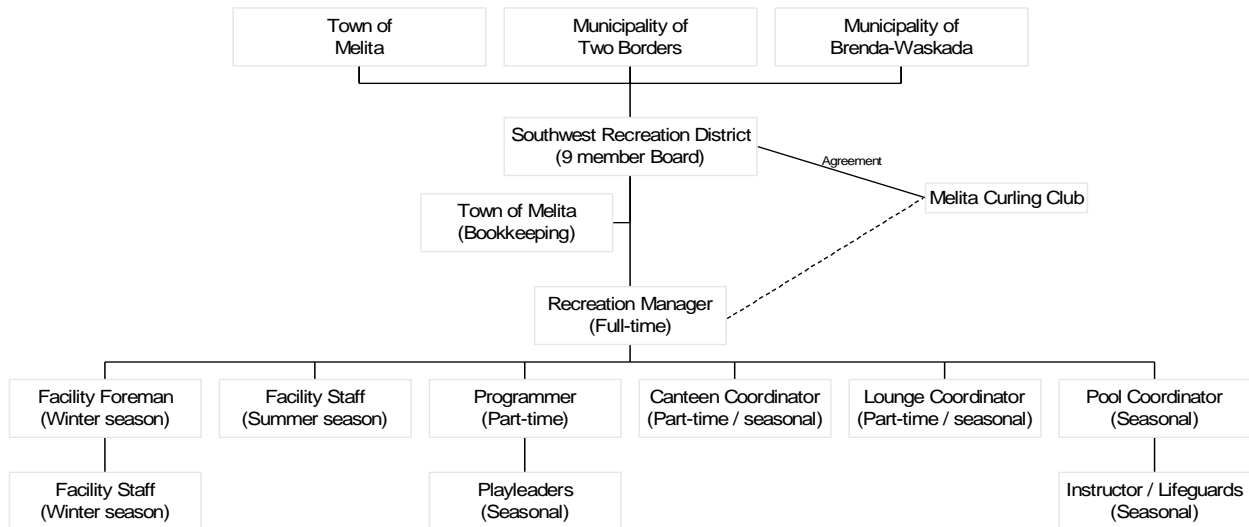 Town of
Melita
Municipality of
Two Borders
Municipality of
Brenda-Waskada
Southwest Recreation District
(9 member Board)
Agreement
Melita Curling Club
Town of Melita
(Bookkeeping)
Recreation Manager
(Full-time)
Facility Foreman
(Winter season)
Facility Staff
(Summer season)
Programmer
(Part-time)
Canteen Coordinator
(Part-time / seasonal)
Lounge Coordinator
(Part-time / seasonal)
Pool Coordinator
(Seasonal)
Facility Staff
(Winter season)
Playleaders
(Seasonal)
Instructor / Lifeguards
(Seasonal)